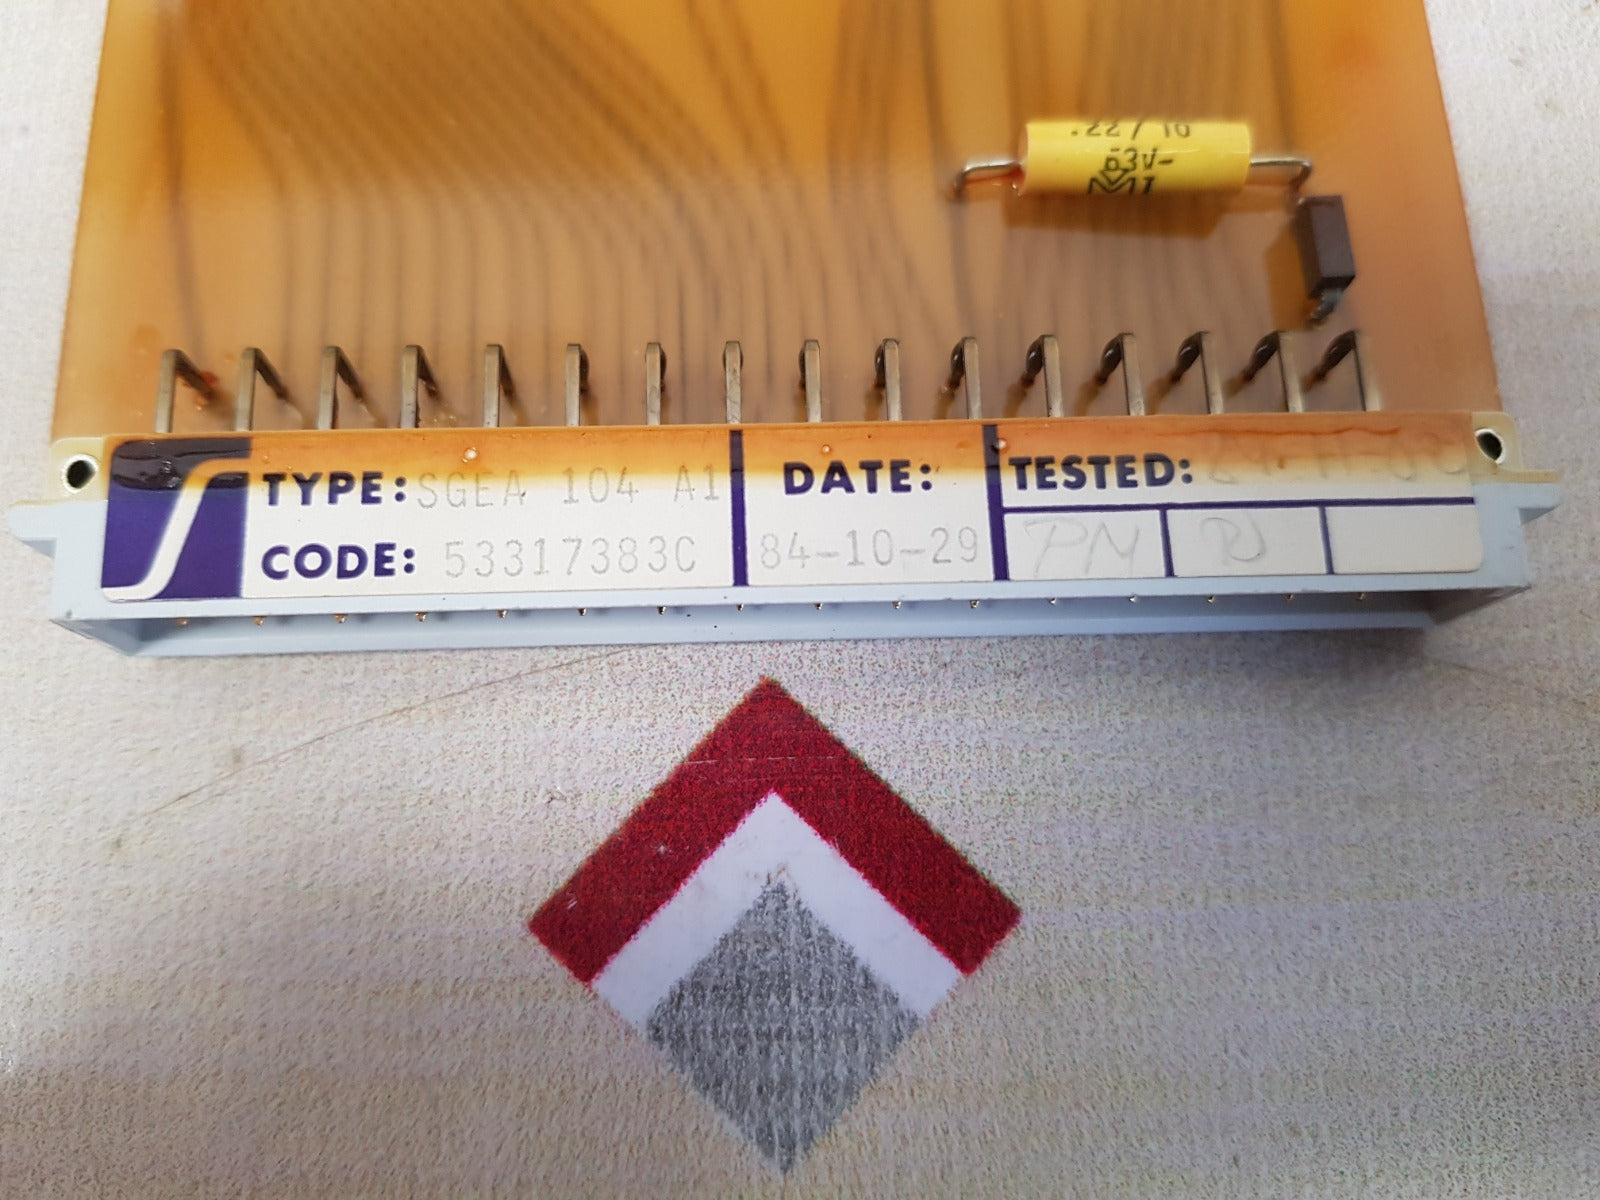 .22/10
63V-
TYPE: SGEA 104 A1
CODE: 53317383C
DATE:
84-10-29
TESTED:
PM